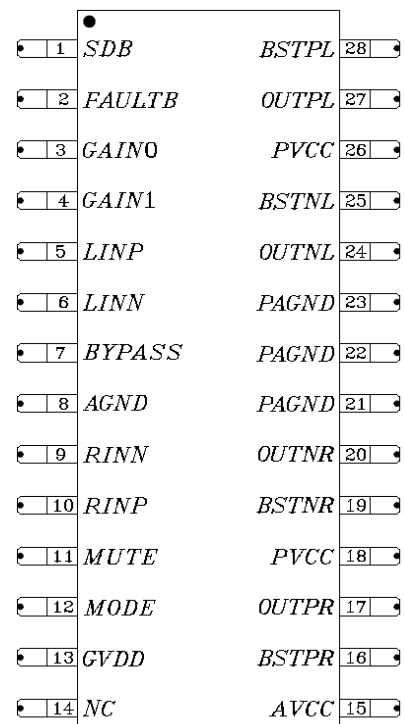 1 SDB BSTPL 28
2 FAULTB OUTPL 27
3 GAIN0 PVCC 26
4 GAIN1 BSTNL 25
5 LINP OUTNL 24
6 LINN PAGND 23
7 BYPASS PAGND 22
8 AGND PAGND 21
9 RINN OUTNR 20
10 RINP BSTNR 19
11 MUTE PVCC 18
12 MODE OUTPR 17
13 GVDD BSTPR 16
14 NC AVCC 15